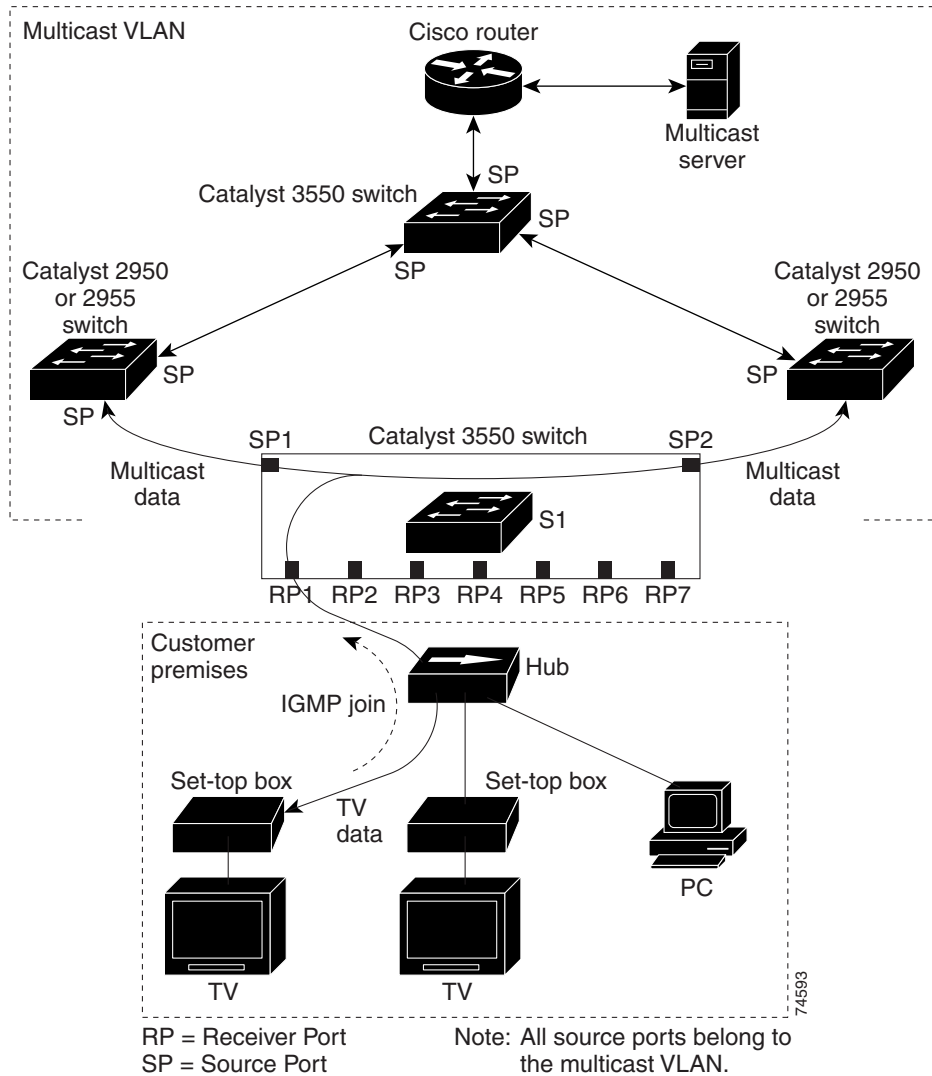 Multicast VLAN
Cisco router
Multicast
server
SP
Catalyst 3550 switch
SP
SP
Catalyst 2950
or 2955
switch
Catalyst 2950
or 2955
switch
SP
SP
SP
SP1
Catalyst 3550 switch
SP2
Multicast
data
Multicast
data
S1
RP1 RP2 RP3 RP4 RP5 RP6 RP7
Customer
premises
Hub
IGMP join
Set-top box
Set-top box
TV
data
PC
TV
TV
74593
RP = Receiver Port
SP = Source Port
Note: All source ports belong to
the multicast VLAN.